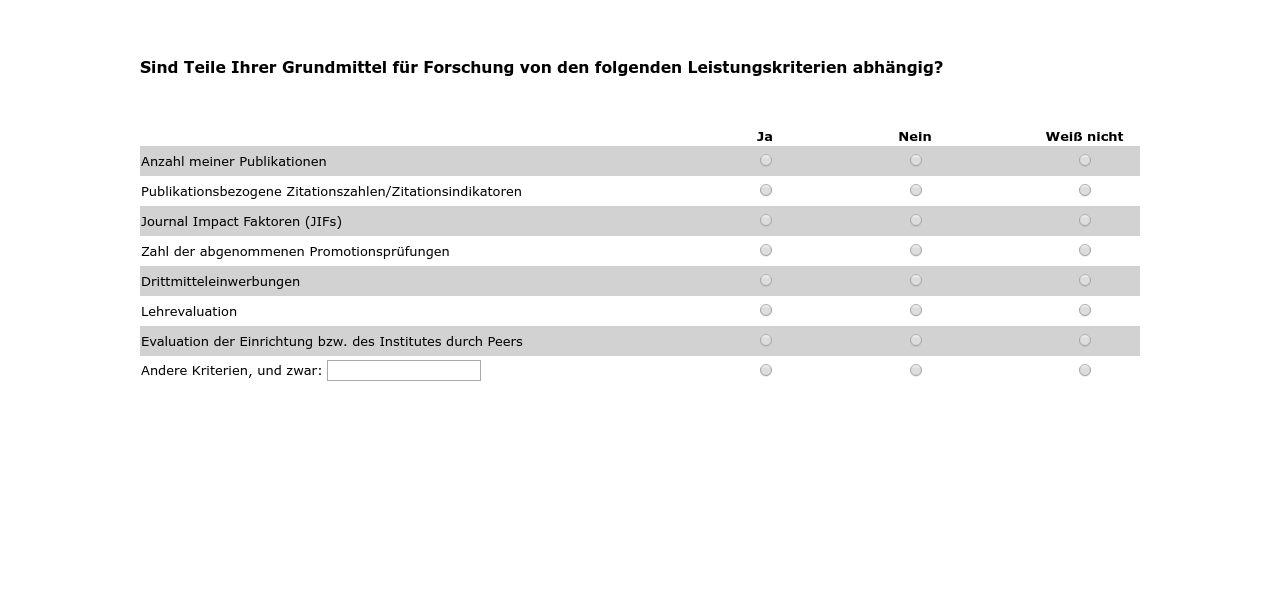 Sind Teile Ihrer Grundmittel für Forschung von den folgenden Leistungskriterien abhängig?
Ja Nein Weiß nicht
Anzahl meiner Publikationen
Publikationsbezogene Zitationszahlen/Zitationsindikatoren
Journal Impact Faktoren (JIFs)
Zahl der abgenommenen Promotionsprüfungen
Drittmitteleinwerbungen
Lehrevaluation
Evaluation der Einrichtung bzw. des Institutes durch Peers
Andere Kriterien, und zwar: